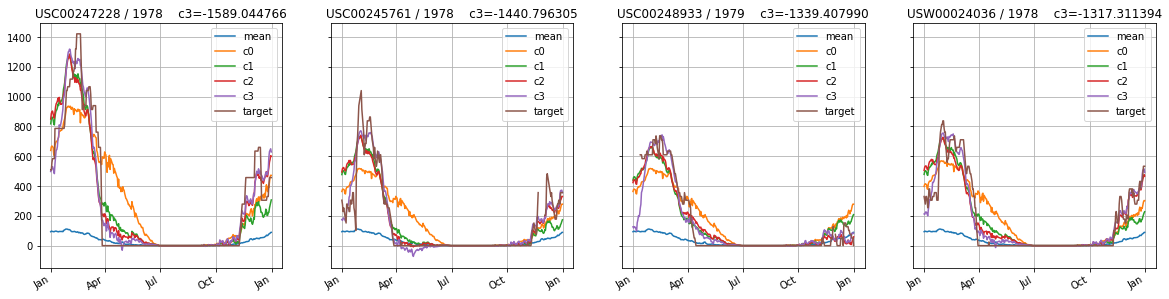 USC00247228 / 1978 c3=-1589.044766
USC00245761 / 1978 c3=-1440.796305
USC00248933 / 1979 c3=-1339.407990
USW00024036 / 1978 c3=-1317.311394
mean
c0
c1
c2
c3
target
mean
c0
c1
c2
c3
target
mean
c0
c1
c2
c3
target
mean
c0
c1
c2
c3
target
1400
1200
1000
800
600
400
200
0
Jan Apr Jul Oct Jan
Jan Apr Jul Oct Jan
Jan Apr Jul Oct Jan
Jan Apr Jul Oct Jan